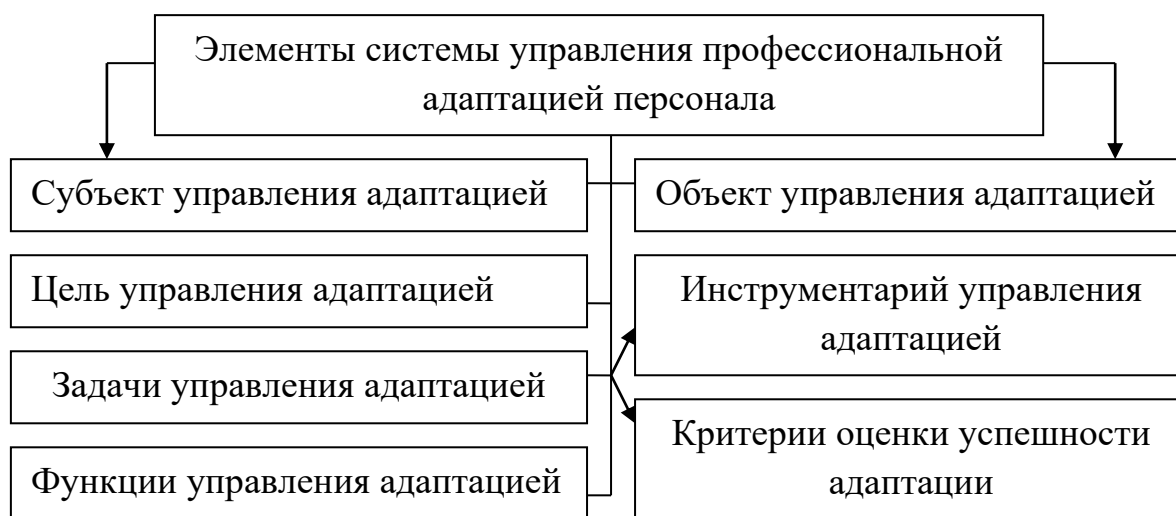 Элементы системы управления профессиональной
адаптацией персонала
Субъект управления адаптацией
Объект управления адаптацией
Цель управления адаптацией
Инструментарий управления
адаптацией
Задачи управления адаптацией
Критерии оценки успешности
адаптации
Функции управления адаптацией